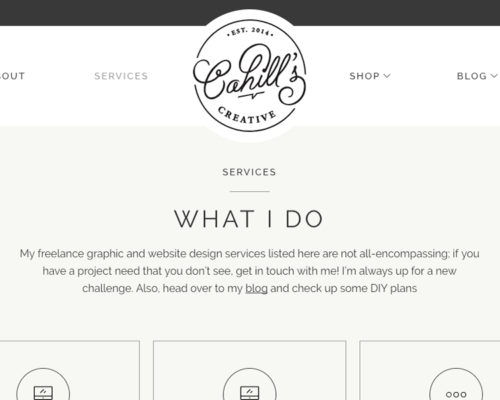 BOUT
SERVICES
• EST. 2014 •
Cahill's
CREATIVE
SHOP
BLOG
SERVICES
WHAT I DO
My freelance graphic and website design services listed here are not all-encompassing; if you
have a project need that you don't see, get in touch with me! I'm always up for a new
challenge. Also, head over to my blog and check up some DIY plans